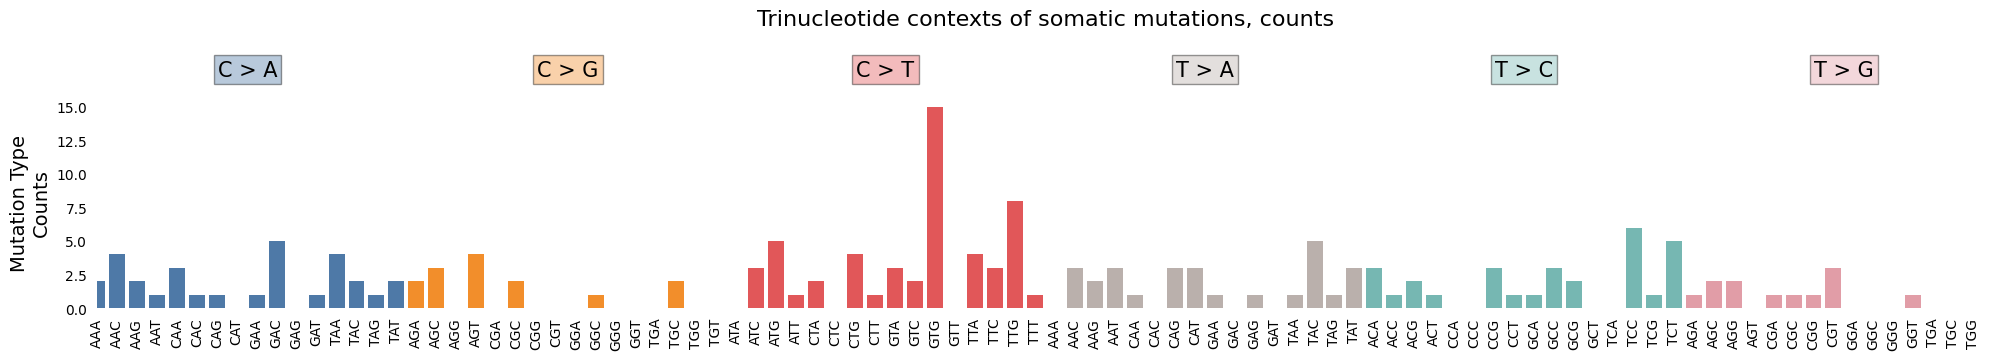 Trinucleotide contexts of somatic mutations, counts
C > A
C > G
C > T
T > A
T > C
T > G
Mutation Type
Counts
15.0
12.5
10.0
7.5
5.0
2.5
0.0
AAA AAC AAG AAT CAA CAC CAG CAT GAA GAC GAG GAT TAA TAC TAG TAT AGA AGC AGG AGT CGA CGC CGG CGT GGA GGC GGG GGT TGA TGC TGG TGT ATA ATC ATG ATT CTA CTC CTG CTT GTA GTC GTG GTT TTA TTC TTG TTT AAA AAC AAG AAT CAA CAC CAG CAT GAA GAC GAG GAT TAA TAC TAG TAT ACA ACC ACG ACT CCA CCC CCG CCT GCA GCC GCG GCT TCA TCC TCG TCT AGA AGC AGG AGT CGA CGC CGG CGT GGA GGC GGG GGT TGA TGC TGG